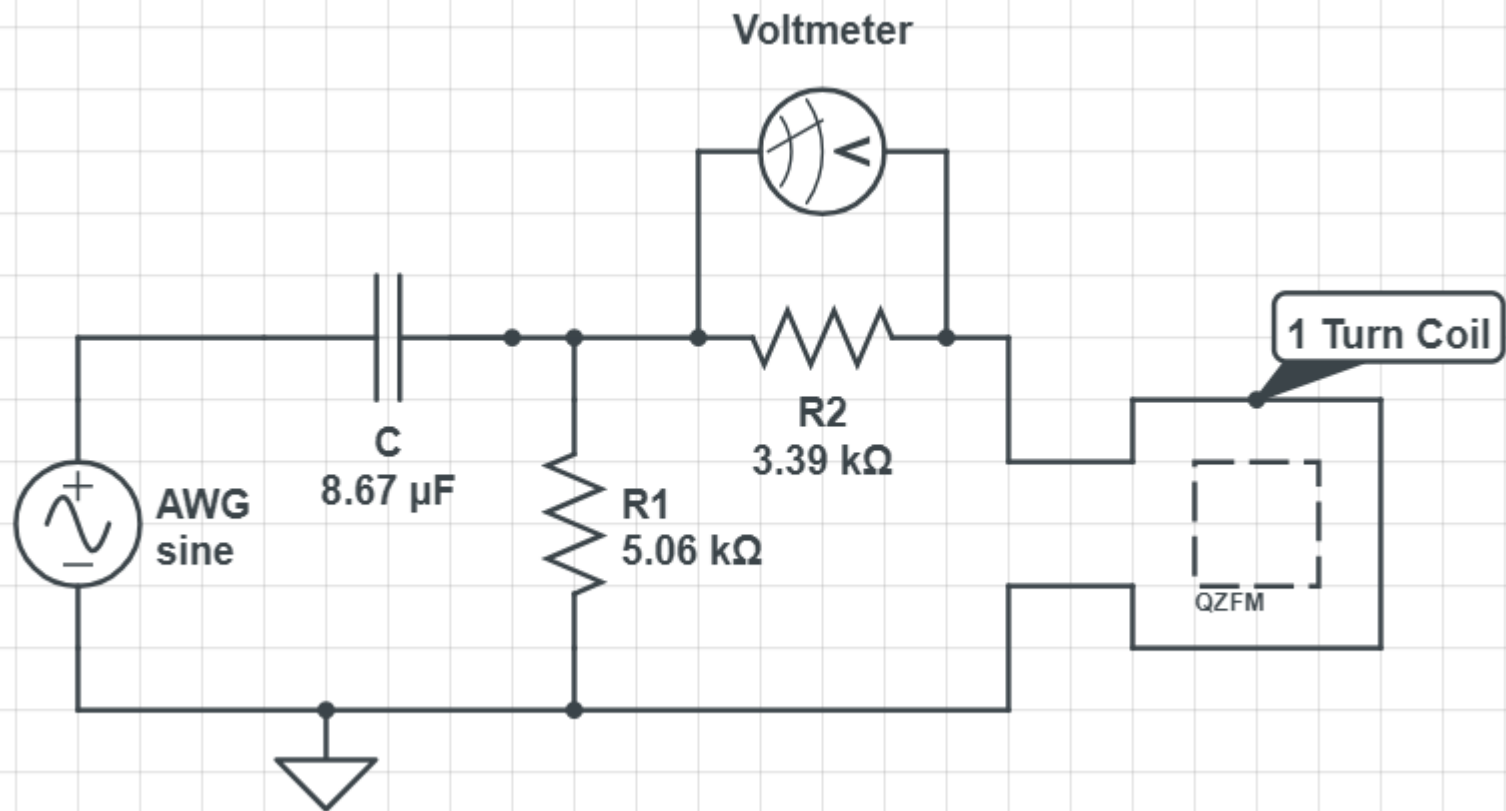 Voltmeter
V
1 Turn Coil
C
8.67 µF
R2
3.39 kΩ
AWG
sine
R1
5.06 kΩ
QZFM